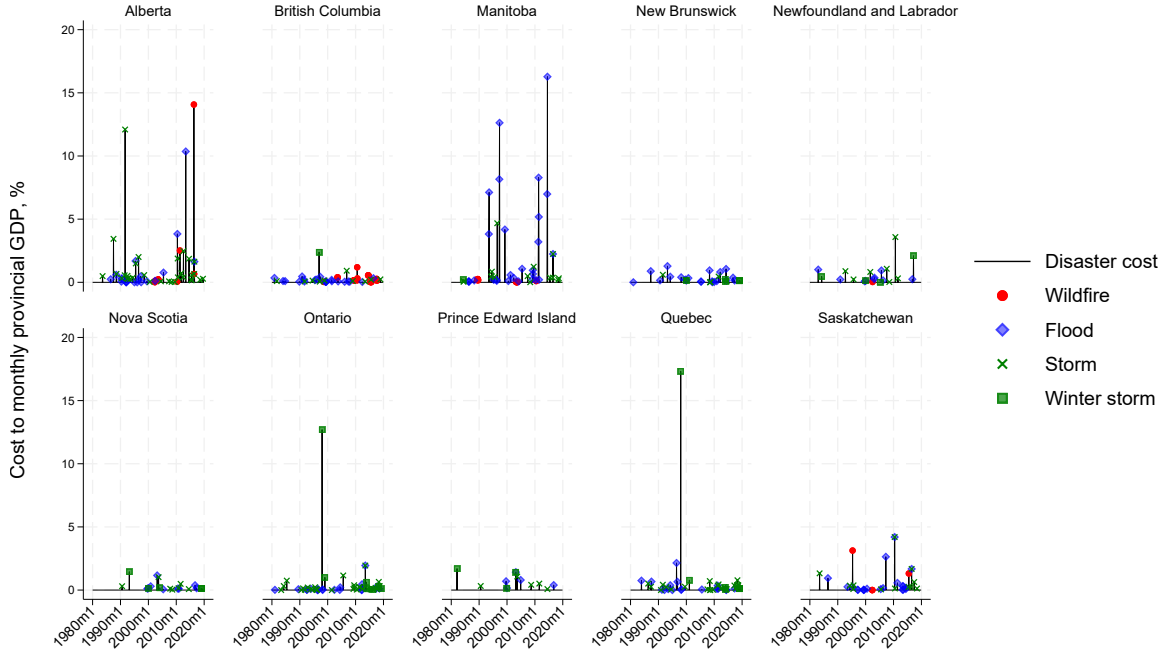 Alberta
British Columbia
Manitoba
New Brunswick
Newfoundland and Labrador
20
15
10
5
0
Nova Scotia
Ontario
Prince Edward Island
Quebec
Saskatchewan
20
15
10
5
0
1980m1 1990m1 2000m1 2010m1 2020m1
1980m1 1990m1 2000m1 2010m1 2020m1
1980m1 1990m1 2000m1 2010m1 2020m1
1980m1 1990m1 2000m1 2010m1 2020m1
1980m1 1990m1 2000m1 2010m1 2020m1
Cost to monthly provincial GDP, %
Disaster cost
Wildfire
Flood
Storm
Winter storm